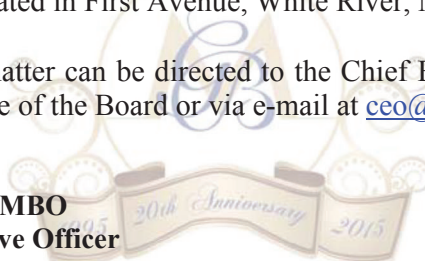 ated in First Avenue, White River,
atter can be directed to the Chief
e of the Board or via e-mail at ceo@
MBO
1995 20th Anniversary 2015
ve Officer